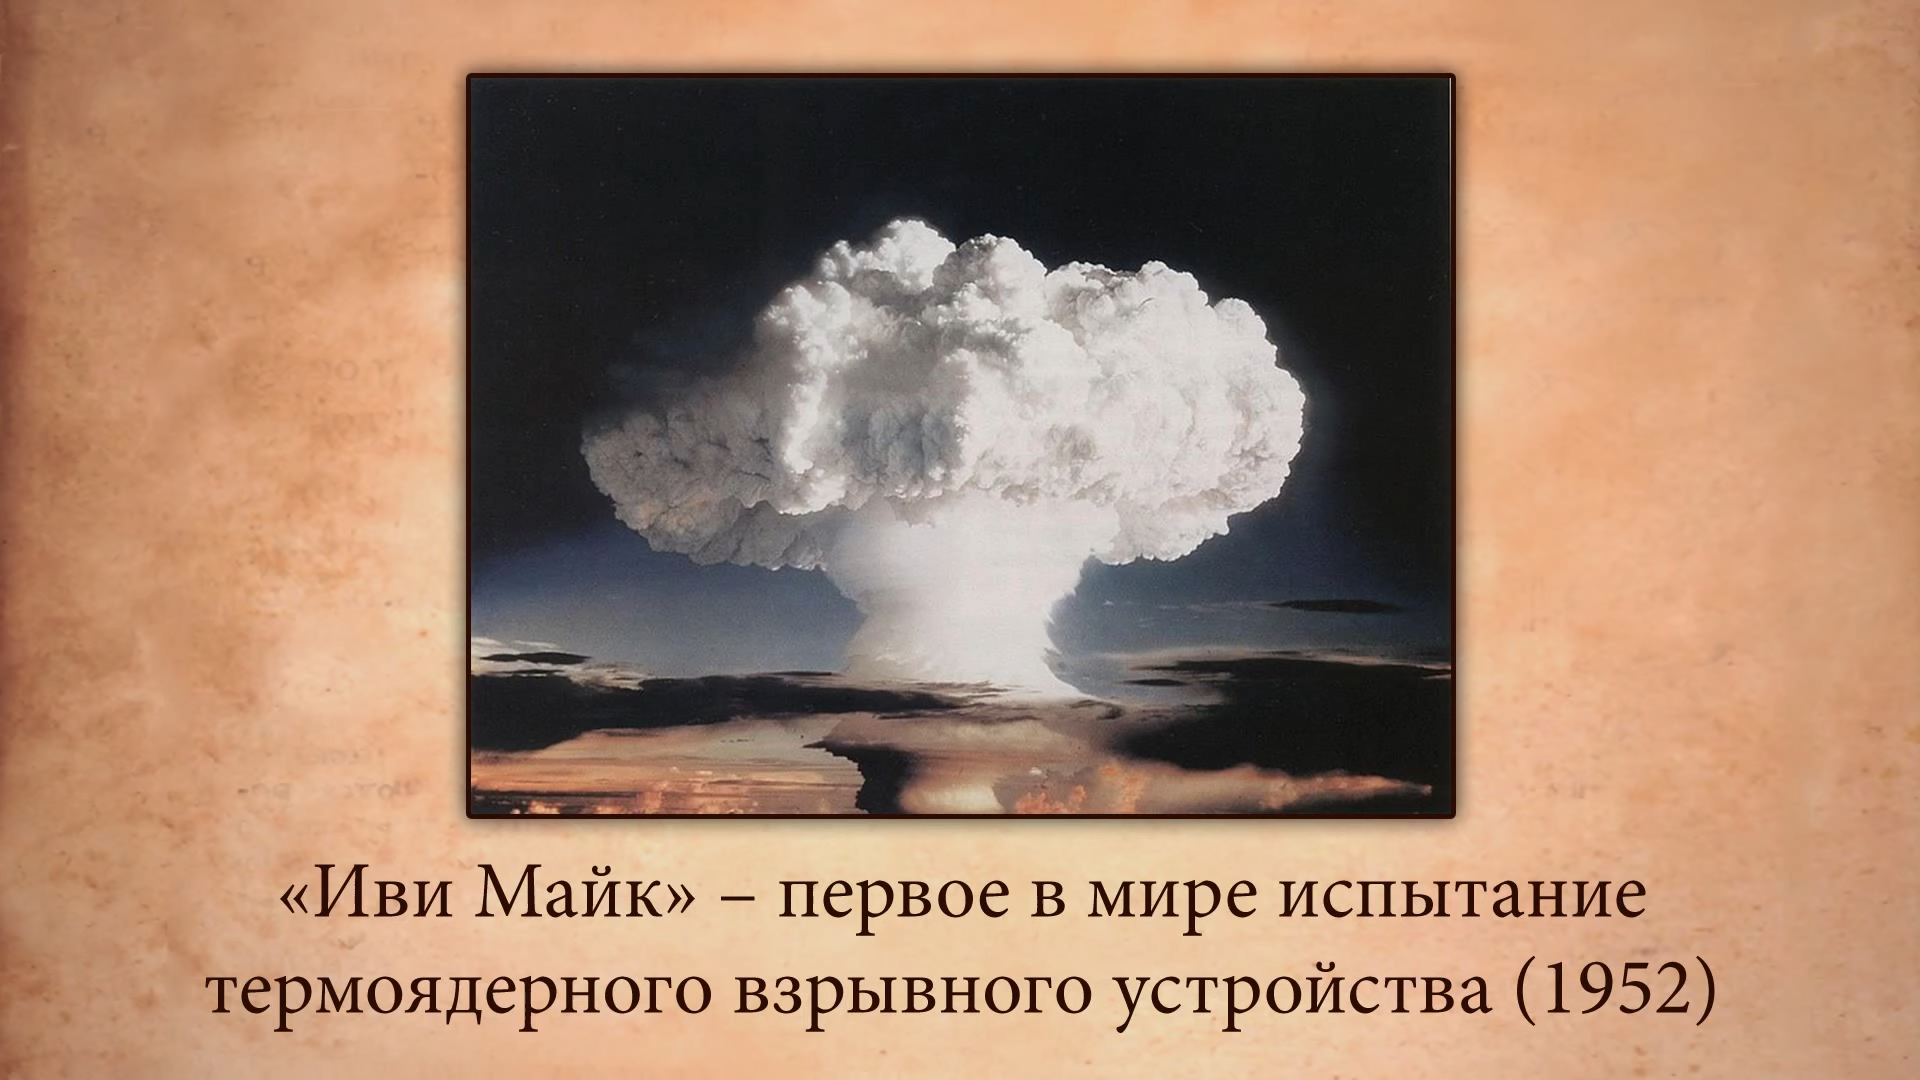 «Иви Майк» – первое в мире испытание
термоядерного взрывного устройства (1952)